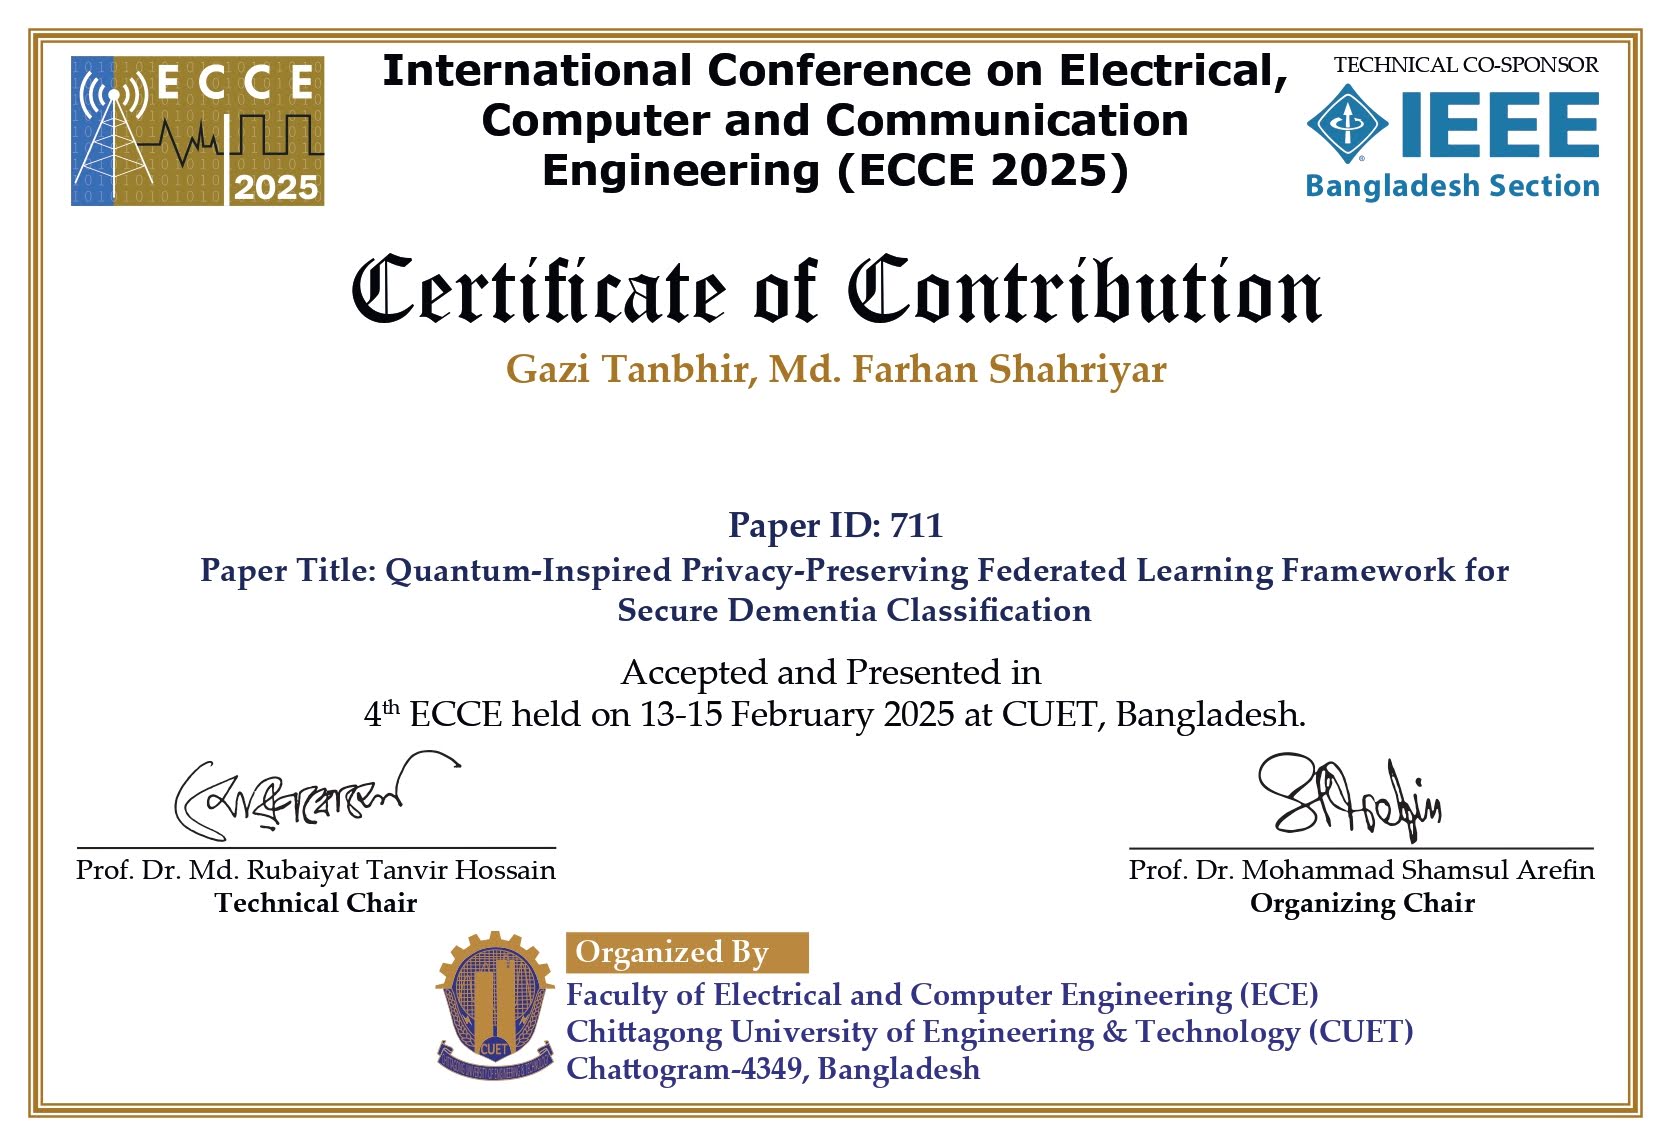 ECCE
2025
International Conference on Electrical,
Computer and Communication
Engineering (ECCE 2025)
TECHNICAL CO-SPONSOR
IEEE
®
Bangladesh Section
Certificate of Contribution
Gazi Tanbhir, Md. Farhan Shahriyar
Paper ID: 711
Paper Title: Quantum-Inspired Privacy-Preserving Federated Learning Framework for
Secure Dementia Classification
Accepted and Presented in
4th ECCE held on 13-15 February 2025 at CUET, Bangladesh.
Prof. Dr. Md. Rubaiyat Tanvir Hossain
Technical Chair
Prof. Dr. Mohammad Shamsul Arefin
Organizing Chair
CUET
Organized By
Faculty of Electrical and Computer Engineering (ECE)
Chittagong University of Engineering & Technology (CUET)
Chattogram-4349, Bangladesh